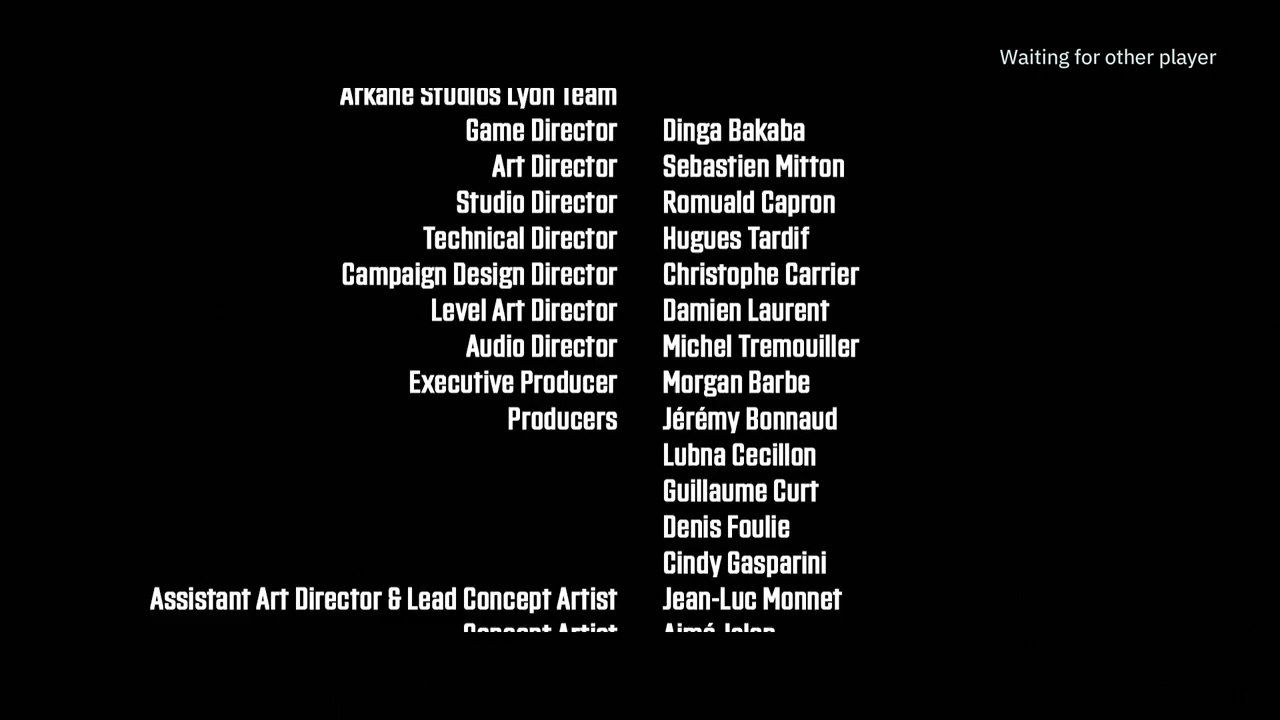 Waiting for other player
Arkane Studios Lyon Team
Game Director Dinga Bakaba
Art Director Sebastien Mitton
Studio Director Romuald Capron
Technical Director Hugues Tardif
Campaign Design Director Christophe Carrier
Level Art Director Damien Laurent
Audio Director Michel Tremouiller
Executive Producer Morgan Barbe
Producers Jérémy Bonnaud
Lubna Cecillon
Guillaume Curt
Denis Foulie
Cindy Gasparini
Assistant Art Director & Lead Concept Artist Jean-Luc Monnet
Concept Artist Aimé